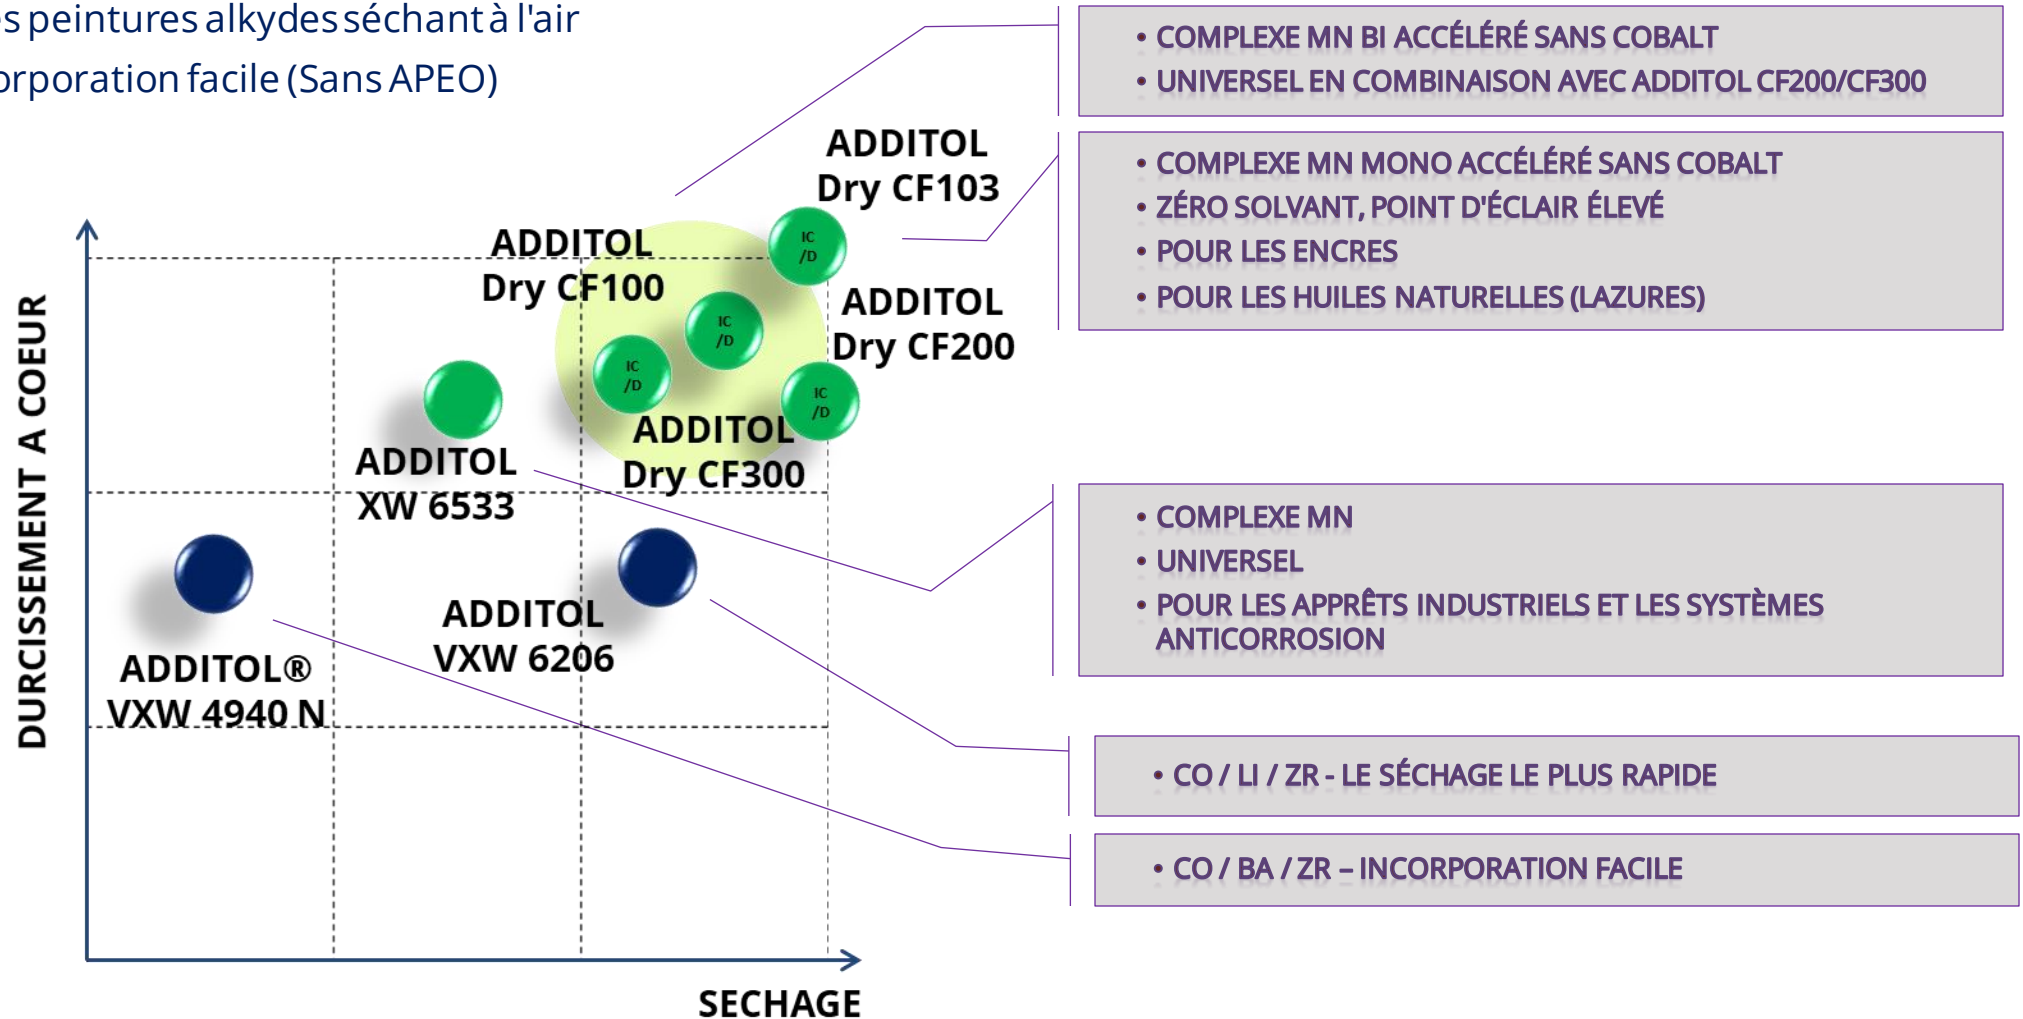 s peintures alkydes séchant à l'air
orporation facile (Sans APEO)
• COMPLEXE MN BI ACCÉLÉRÉ SANS COBALT
• UNIVERSEL EN COMBINAISON AVEC ADDITOL CF200/CF300
• COMPLEXE MN MONO ACCÉLÉRÉ SANS COBALT
• ZÉRO SOLVANT, POINT D'ÉCLAIR ÉLEVÉ
• POUR LES ENCRES
• POUR LES HUILES NATURELLES (LAZURES)
ADDITOL
Dry CF103
IC
/D
ADDITOL
Dry CF100
IC
/D
ADDITOL
Dry CF200
IC
/D
IC
/D
ADDITOL
Dry CF300
ADDITOL
XW 6533
• COMPLEXE MN
• UNIVERSEL
• POUR LES APPRÊTS INDUSTRIELS ET LES SYSTÈMES
ANTICORROSION
ADDITOL
VXW 6206
ADDITOL®
VXW 4940 N
• CO / LI / ZR - LE SÉCHAGE LE PLUS RAPIDE
• CO / BA / ZR – INCORPORATION FACILE
DURCISSEMENT A COEUR
SECHAGE